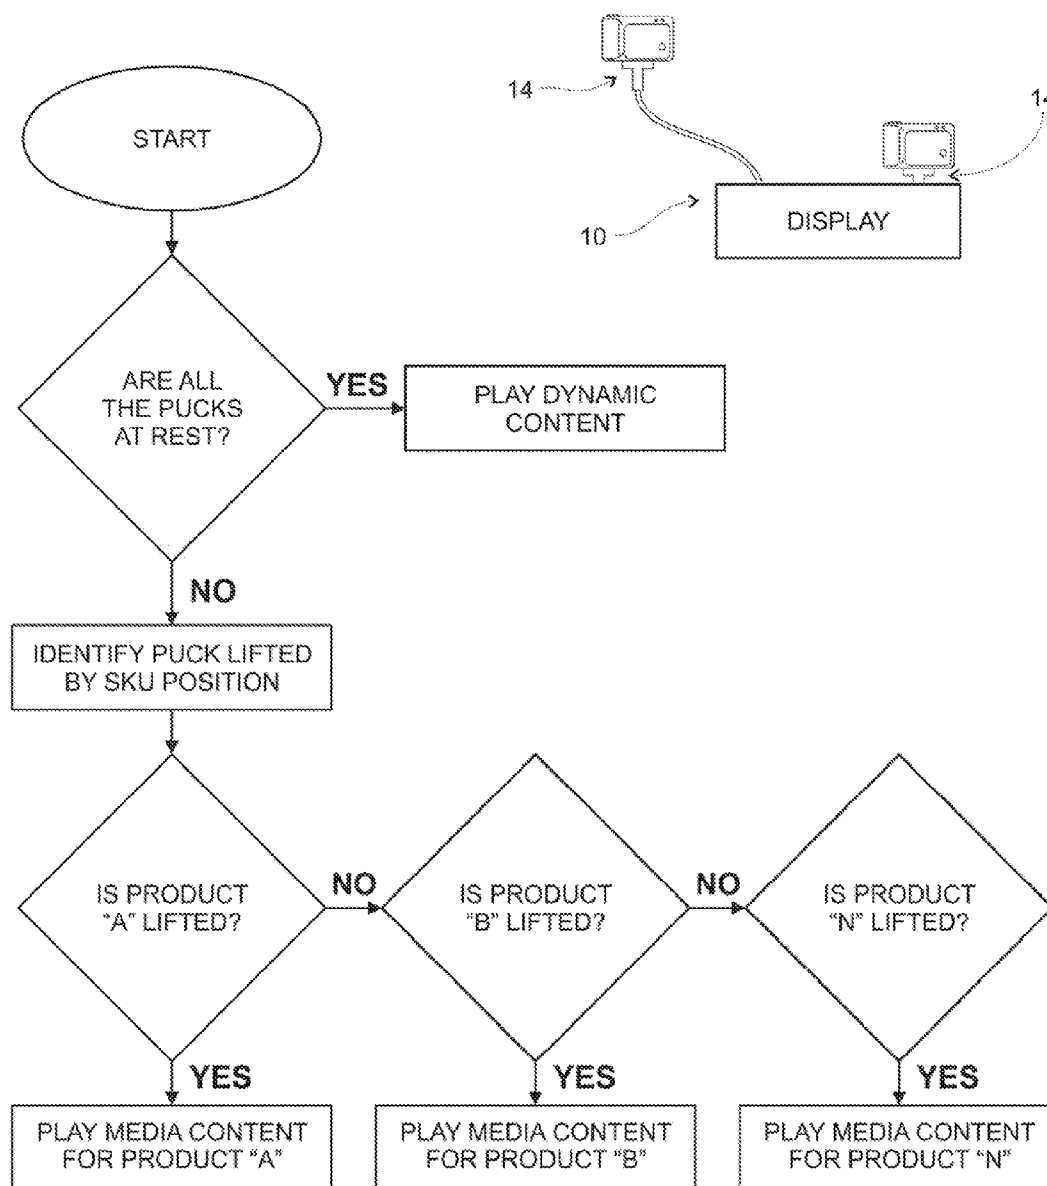 START
14
14
10
DISPLAY
ARE ALL
THE PUCKS
AT REST?
YES
PLAY DYNAMIC
CONTENT
NO
IDENTIFY PUCK LIFTED
BY SKU POSITION
IS PRODUCT
“A” LIFTED?
NO
IS PRODUCT
“B” LIFTED?
NO
IS PRODUCT
“N” LIFTED?
YES
YES
YES
PLAY MEDIA CONTENT
FOR PRODUCT “A”
PLAY MEDIA CONTENT
FOR PRODUCT “B”
PLAY MEDIA CONTENT
FOR PRODUCT “N”